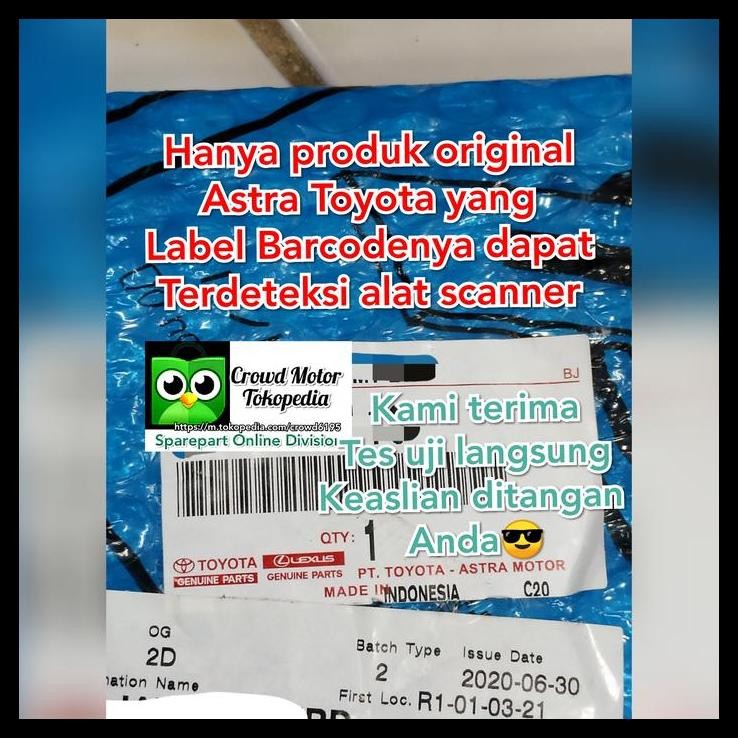 Hanya produk original
Astra Toyota yang
Label Barcodenya dapat
Terdeteksi alat scanner
Crowd Motor
Tokopedia
https://m.tokopedia.com/crowd6195
Sparepart Online Division
BJ
Kami terima
Tes uji langsung
Keaslian ditangan
Anda😎
QTY: 1
TOYOTA
GENUINE PARTS
LEXUS
GENUINE PARTS
PT. TOYOTA - ASTRA MOTOR
MADE IN INDONESIA
C20
OG
2D
Batch Type
2
Issue Date
2020-06-30
nation Name
First Loc. R1-01-03-21